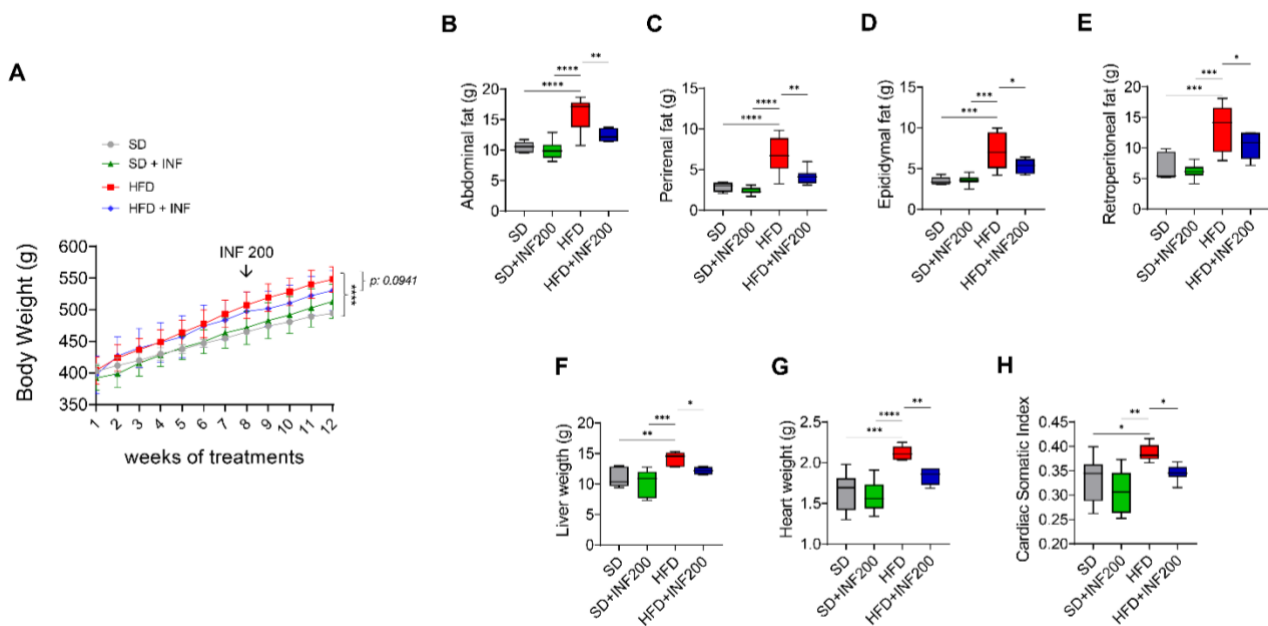 A
SD
SD + INF
HFD
HFD + INF
INF 200
Body Weight (g)
600
550
500
450
400
350
1 2 3 4 5 6 7 8 9 10 11 12
weeks of treatments
****
p: 0.0941
B
Abdominal fat (g)
20
15
10
5
0
**
****
****
SD
SD+INF200
HFD
HFD+INF200
C
Perirenal fat (g)
15
10
5
0
**
****
****
SD
SD+INF200
HFD
HFD+INF200
D
Epididymal fat (g)
15
10
5
0
*
***
***
SD
SD+INF200
HFD
HFD+INF200
E
Retroperitoneal fat (g)
20
15
10
5
0
*
***
***
SD
SD+INF200
HFD
HFD+INF200
F
Liver weigth (g)
20
15
10
5
0
*
***
**
SD
SD+INF200
HFD
HFD+INF200
G
Heart weight (g)
2.5
2.0
1.5
1.0
**
****
***
SD
SD+INF200
HFD
HFD+INF200
H
Cardiac Somatic Index
0.45
0.40
0.35
0.30
0.25
0.20
*
**
*
SD
SD+INF200
HFD
HFD+INF200